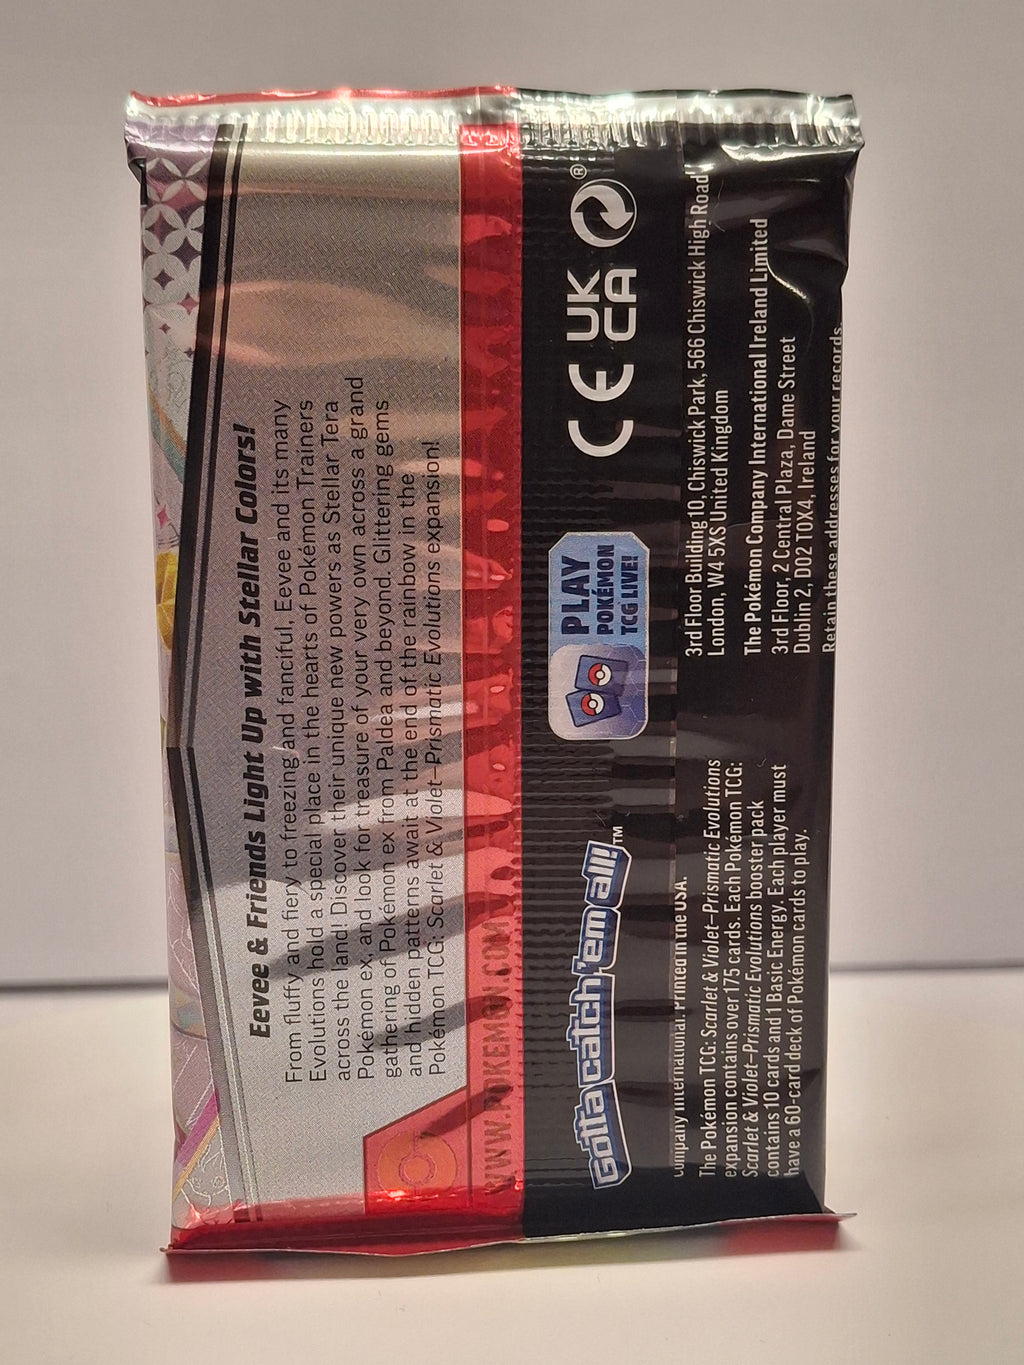 Eevee & Friends Light Up with Stellar Colors!
From fluffy and fiery to freezing and fanciful, Eevee and its many
Evolutions hold a special place in the hearts of Pokémon Trainers
across the land! Discover their unique new powers as Stellar Tera
Pokémon ex, and look for treasure of your very own across a grand
gathering of Pokémon ex from Paldea and beyond. Glittering gems
and hidden patterns await at the end of the rainbow in the
Pokémon TCG: Scarlet & Violet–Prismatic Evolutions expansion!
WWW.POKEMON.COM
Gotta catch 'em all!™
PLAY
POKÉMON
TCG LIVE!
CE
UK
CA
®
Company International. Printed in the USA.
The Pokémon TCG: Scarlet & Violet–Prismatic Evolutions
expansion contains over 175 cards. Each Pokémon TCG:
Scarlet & Violet–Prismatic Evolutions booster pack
contains 10 cards and 1 Basic Energy. Each player must
have a 60-card deck of Pokémon cards to play.
3rd Floor Building 10, Chiswick Park, 566 Chiswick High Road
London, W4 5XS United Kingdom
The Pokémon Company International Ireland Limited
3rd Floor, 2 Central Plaza, Dame Street
Dublin 2, D02 T0X4, Ireland
Retain these addresses for your records